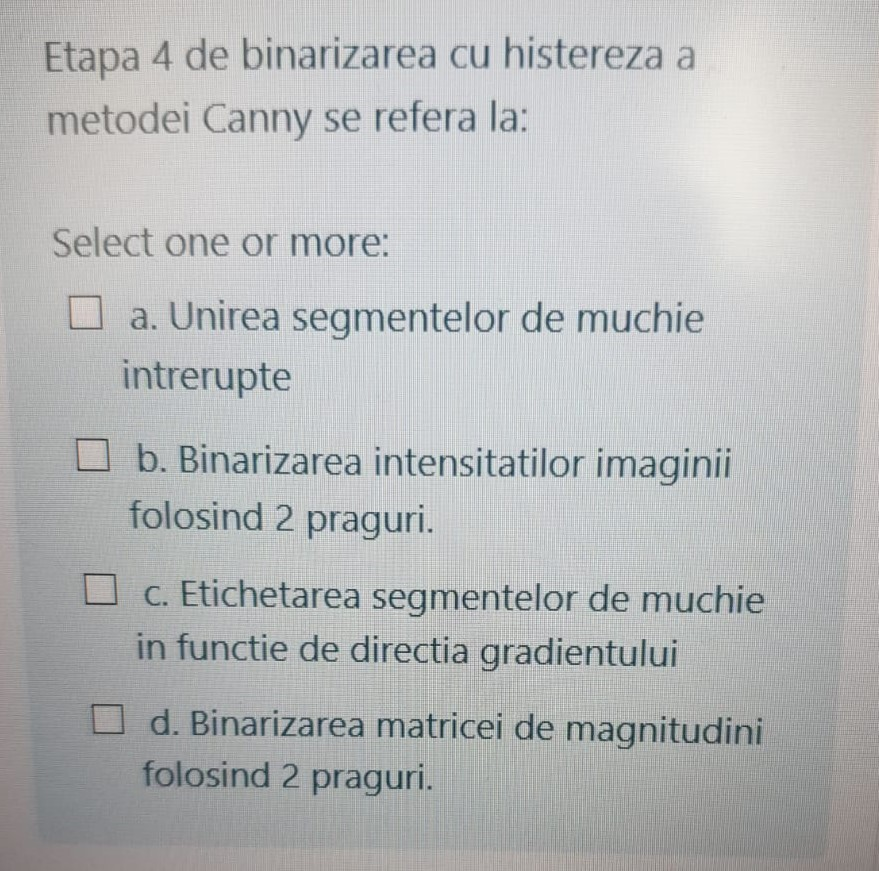 Etapa 4 de binarizarea cu histereza a
metodei Canny se refera la:
Select one or more:
a. Unirea segmentelor de muchie
intrerupte
b. Binarizarea intensitatilor imaginii
folosind 2 praguri.
c. Etichetarea segmentelor de muchie
in functie de directia gradientului
d. Binarizarea matricei de magnitudini
folosind 2 praguri.